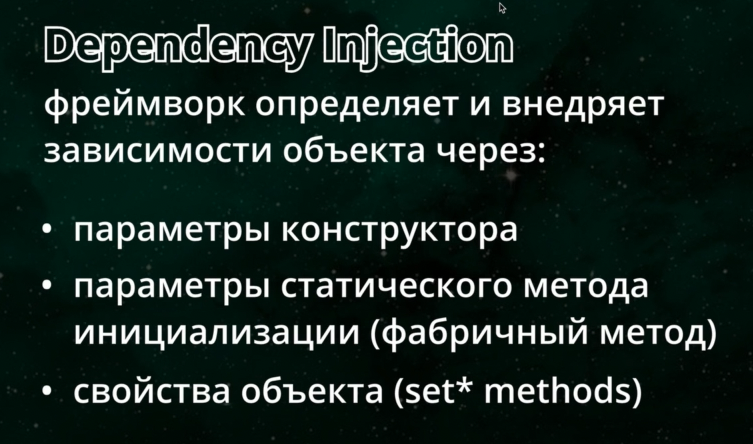 Dependency Injection
фреймворк определяет и внедряет
зависимости объекта через:
• параметры конструктора
• параметры статического метода
инициализации (фабричный метод)
• свойства объекта (set* methods)